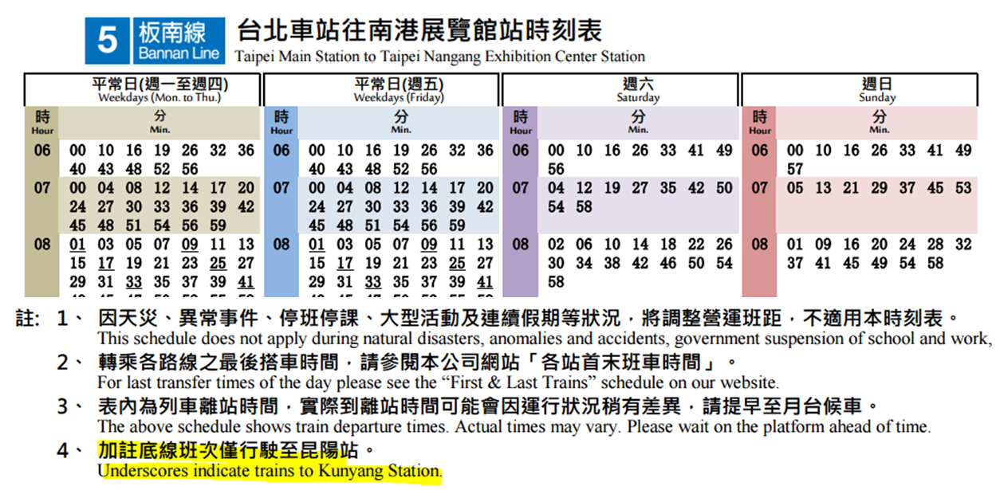 5 板南線 台北車站往南港展覽館站時刻表
Bannan Line Taipei Main Station to Taipei Nangang Exhibition Center Station
平常日(週一至週四) 平常日(週五) 週六 週日
Weekdays (Mon. to Thu.) Weekdays (Friday) Saturday Sunday
時 分 時 分 時 分 時 分
Hour Min. Hour Min. Hour Min. Hour Min.
06 00 10 16 19 26 32 36 06 00 10 16 19 26 32 36 06 00 10 16 26 33 41 49 06 00 10 16 26 33 41 49
40 43 48 52 56 40 43 48 52 56 56 57
07 00 04 08 12 14 17 20 07 00 04 08 12 14 17 20 07 04 12 19 27 35 42 50 07 05 13 21 29 37 45 53
24 27 30 33 36 39 42 24 27 30 33 36 39 42 54 58
45 48 51 54 56 59 45 48 51 54 56 59
08 01 03 05 07 09 11 13 08 01 03 05 07 09 11 13 08 02 06 10 14 18 22 26 08 01 09 16 20 24 28 32
15 17 19 21 23 25 27 15 17 19 21 23 25 27 30 34 38 42 46 50 54 37 41 45 49 54 58
29 31 33 35 37 39 41 29 31 33 35 37 39 41 58
註: 1、 因天災、異常事件、停班停課、大型活動及連續假期等狀況，將調整營運班距，不適用本時刻表。
This schedule does not apply during natural disasters, anomalies and accidents, government suspension of school and work,
2、 轉乘各路線之最後搭車時間，請參閱本公司網站「各站首末班車時間」。
For last transfer times of the day please see the “First & Last Trains” schedule on our website.
3、 表內為列車離站時間，實際到離站時間可能會因運行狀況稍有差異，請提早至月台候車。
The above schedule shows train departure times. Actual times may vary. Please wait on the platform ahead of time.
4、 加註底線班次僅行駛至昆陽站。
Underscores indicate trains to Kunyang Station.